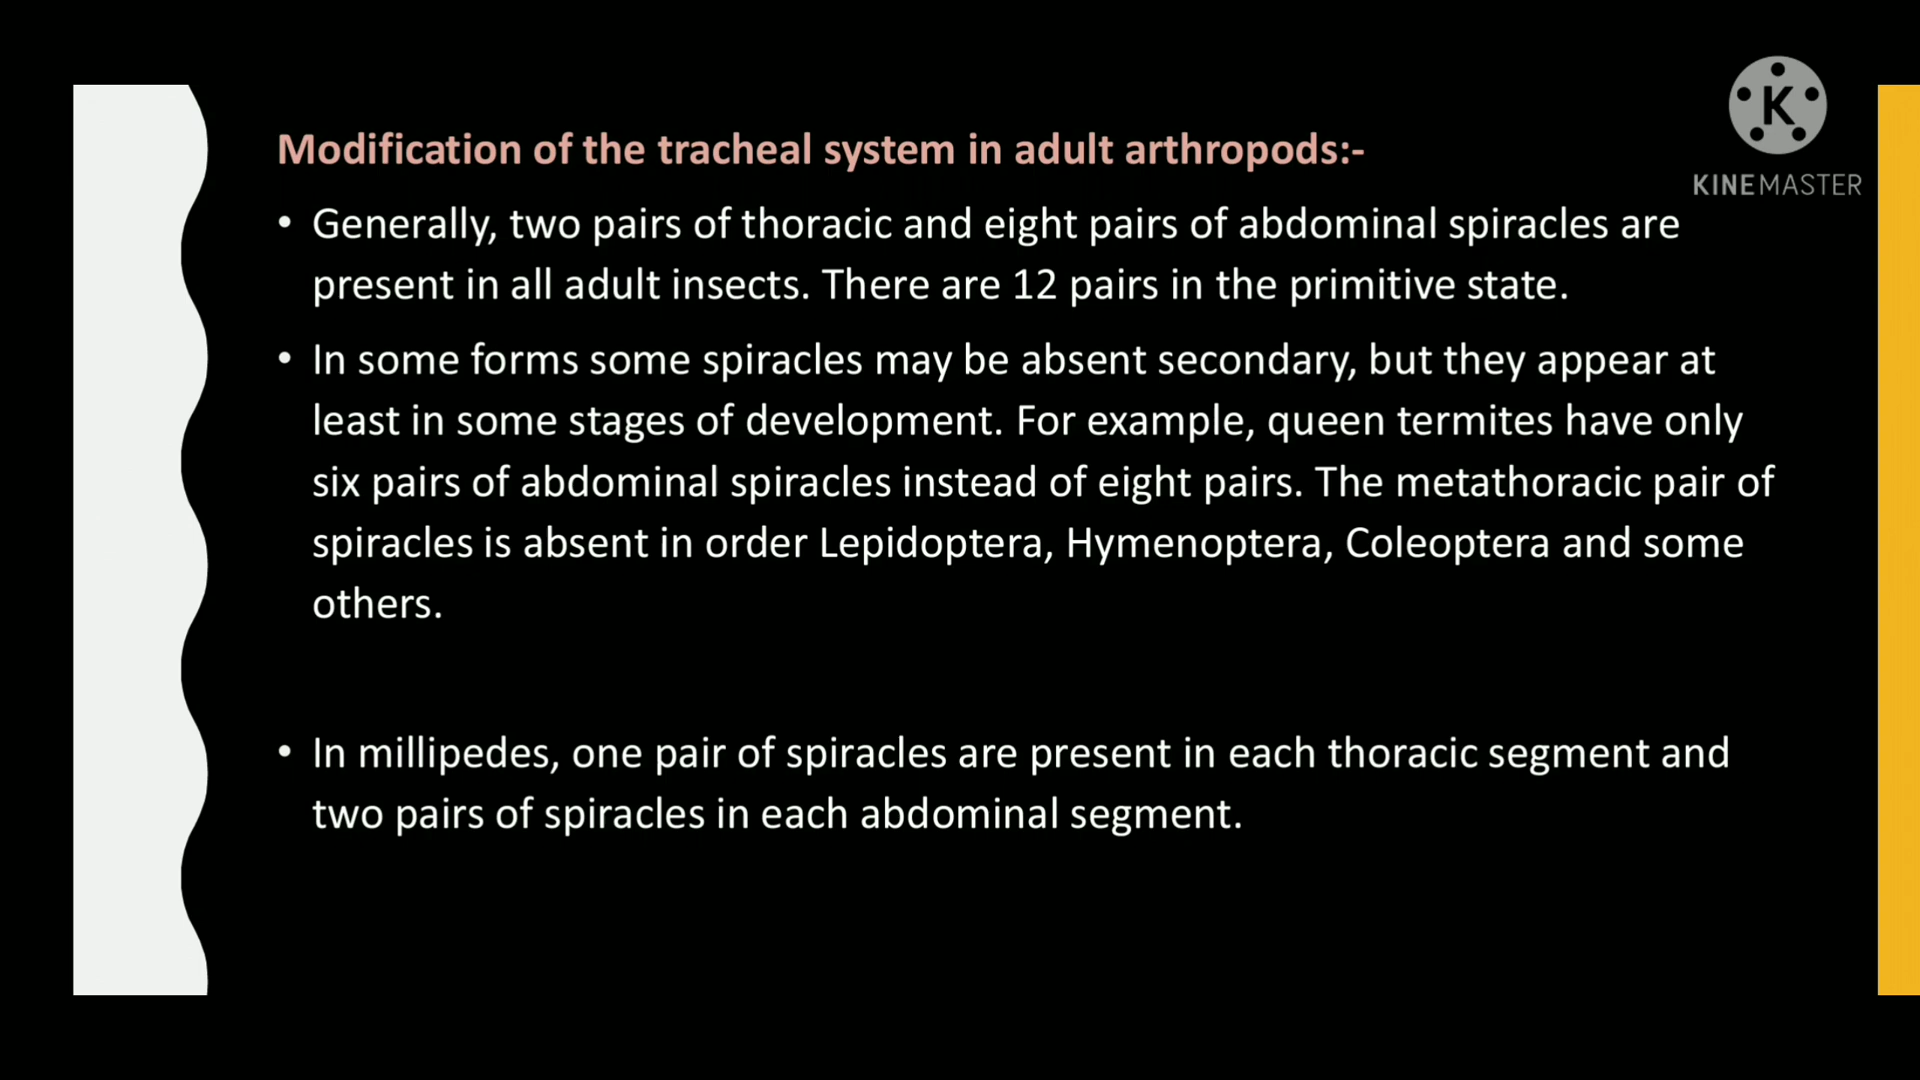 K
KINEMASTER
Modification of the tracheal system in adult arthropods:-
• Generally, two pairs of thoracic and eight pairs of abdominal spiracles are
present in all adult insects. There are 12 pairs in the primitive state.
• In some forms some spiracles may be absent secondary, but they appear at
least in some stages of development. For example, queen termites have only
six pairs of abdominal spiracles instead of eight pairs. The metathoracic pair of
spiracles is absent in order Lepidoptera, Hymenoptera, Coleoptera and some
others.
• In millipedes, one pair of spiracles are present in each thoracic segment and
two pairs of spiracles in each abdominal segment.